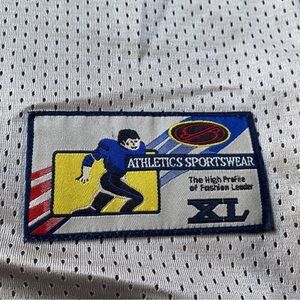 ATHLETICS SPORTSWEAR
The High Profile
of Fashion Leader
XL